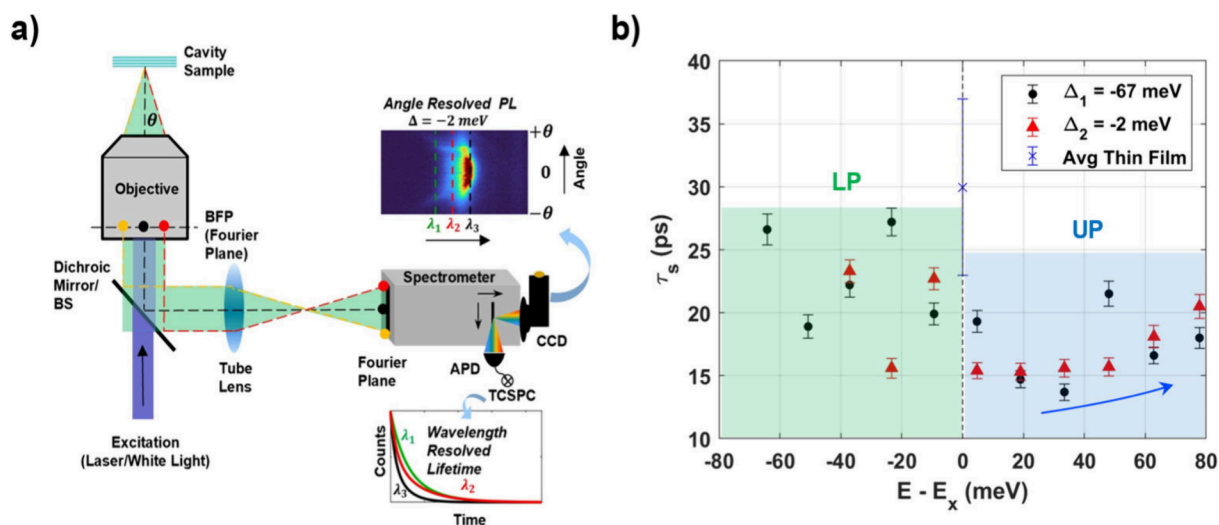 a)
Cavity
Sample
θ
Objective
BFP
(Fourier
Plane)
Dichroic
Mirror/
BS
Tube
Lens
Excitation
(Laser/White Light)
Angle Resolved PL
Δ = −2 meV
+θ
0
−θ
Angle
λ₁ λ₂ λ₃
Spectrometer
Fourier
Plane
APD
CCD
TCSPC
Counts
λ₁
λ₂
λ₃
Wavelength
Resolved
Lifetime
Time
b)
Δ₁ = -67 meV
Δ₂ = -2 meV
Avg Thin Film
LP
UP
τₛ (ps)
40
35
30
25
20
15
10
-80 -60 -40 -20 0 20 40 60 80
E - Eₓ (meV)